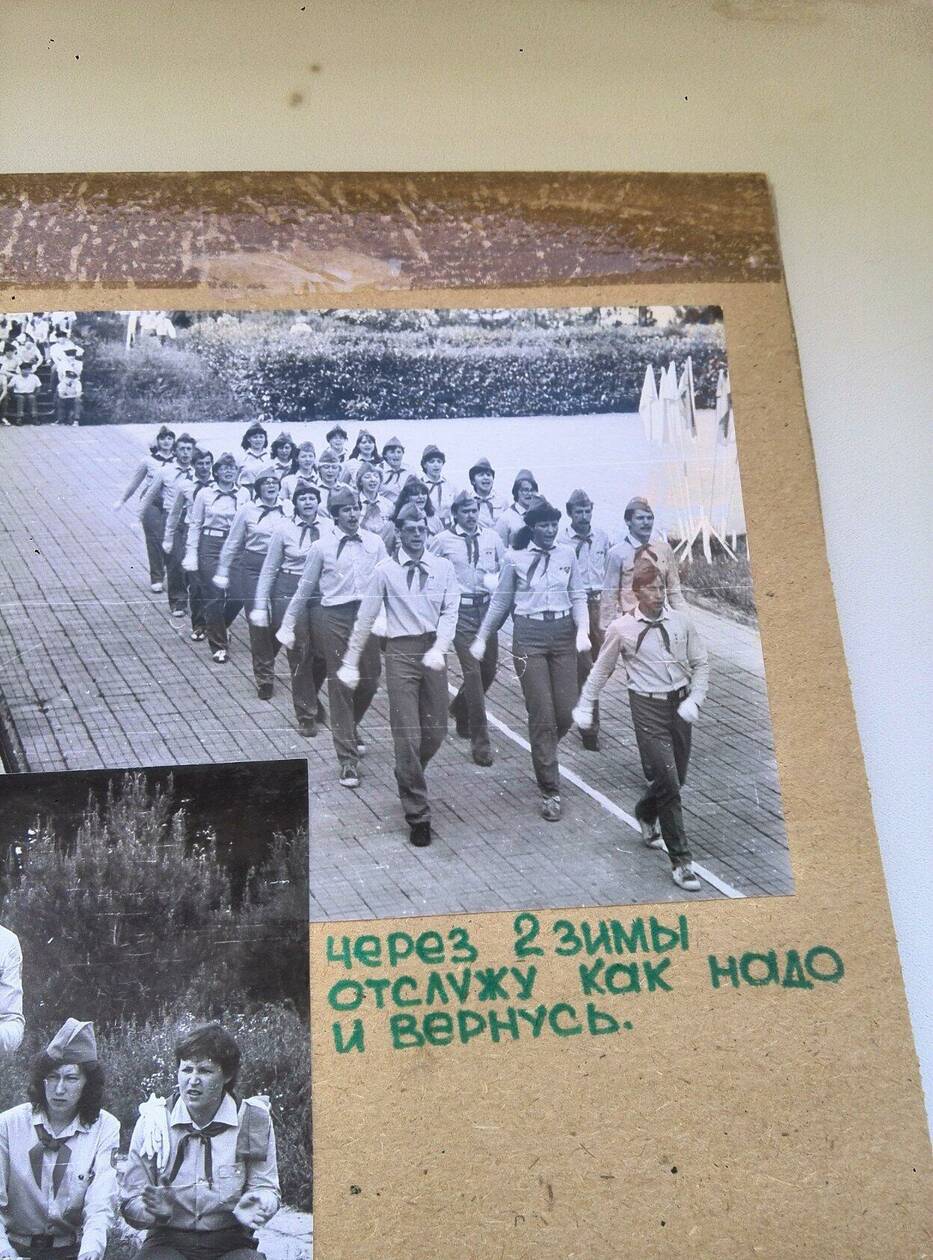 через 2 зимы
отслужу как надо
и вернусь.